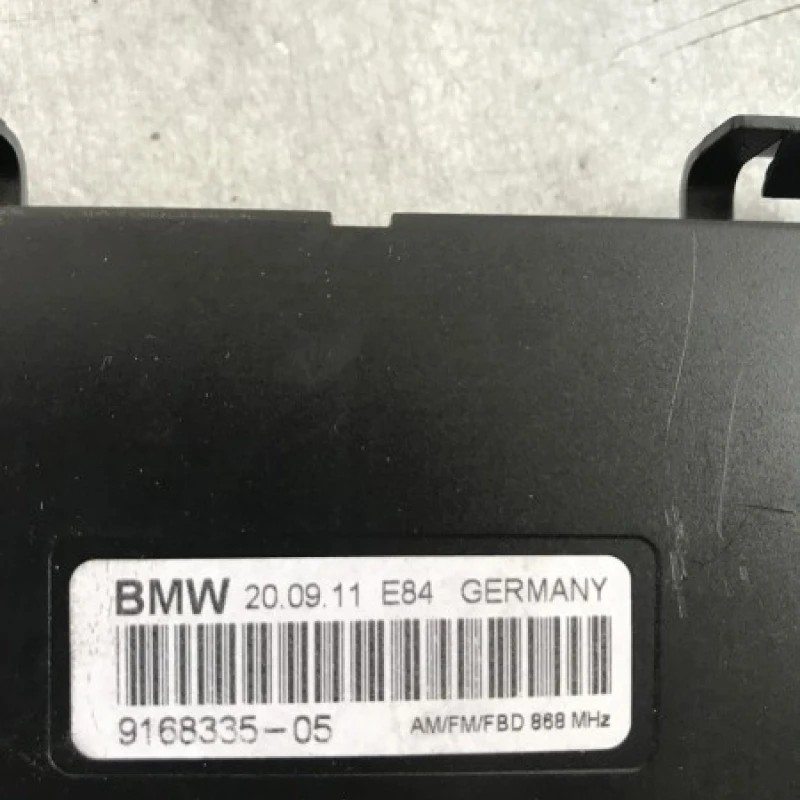 BMW 20.09.11 E84 GERMANY
9168335-05 AM/FM/FBD 868 MHz